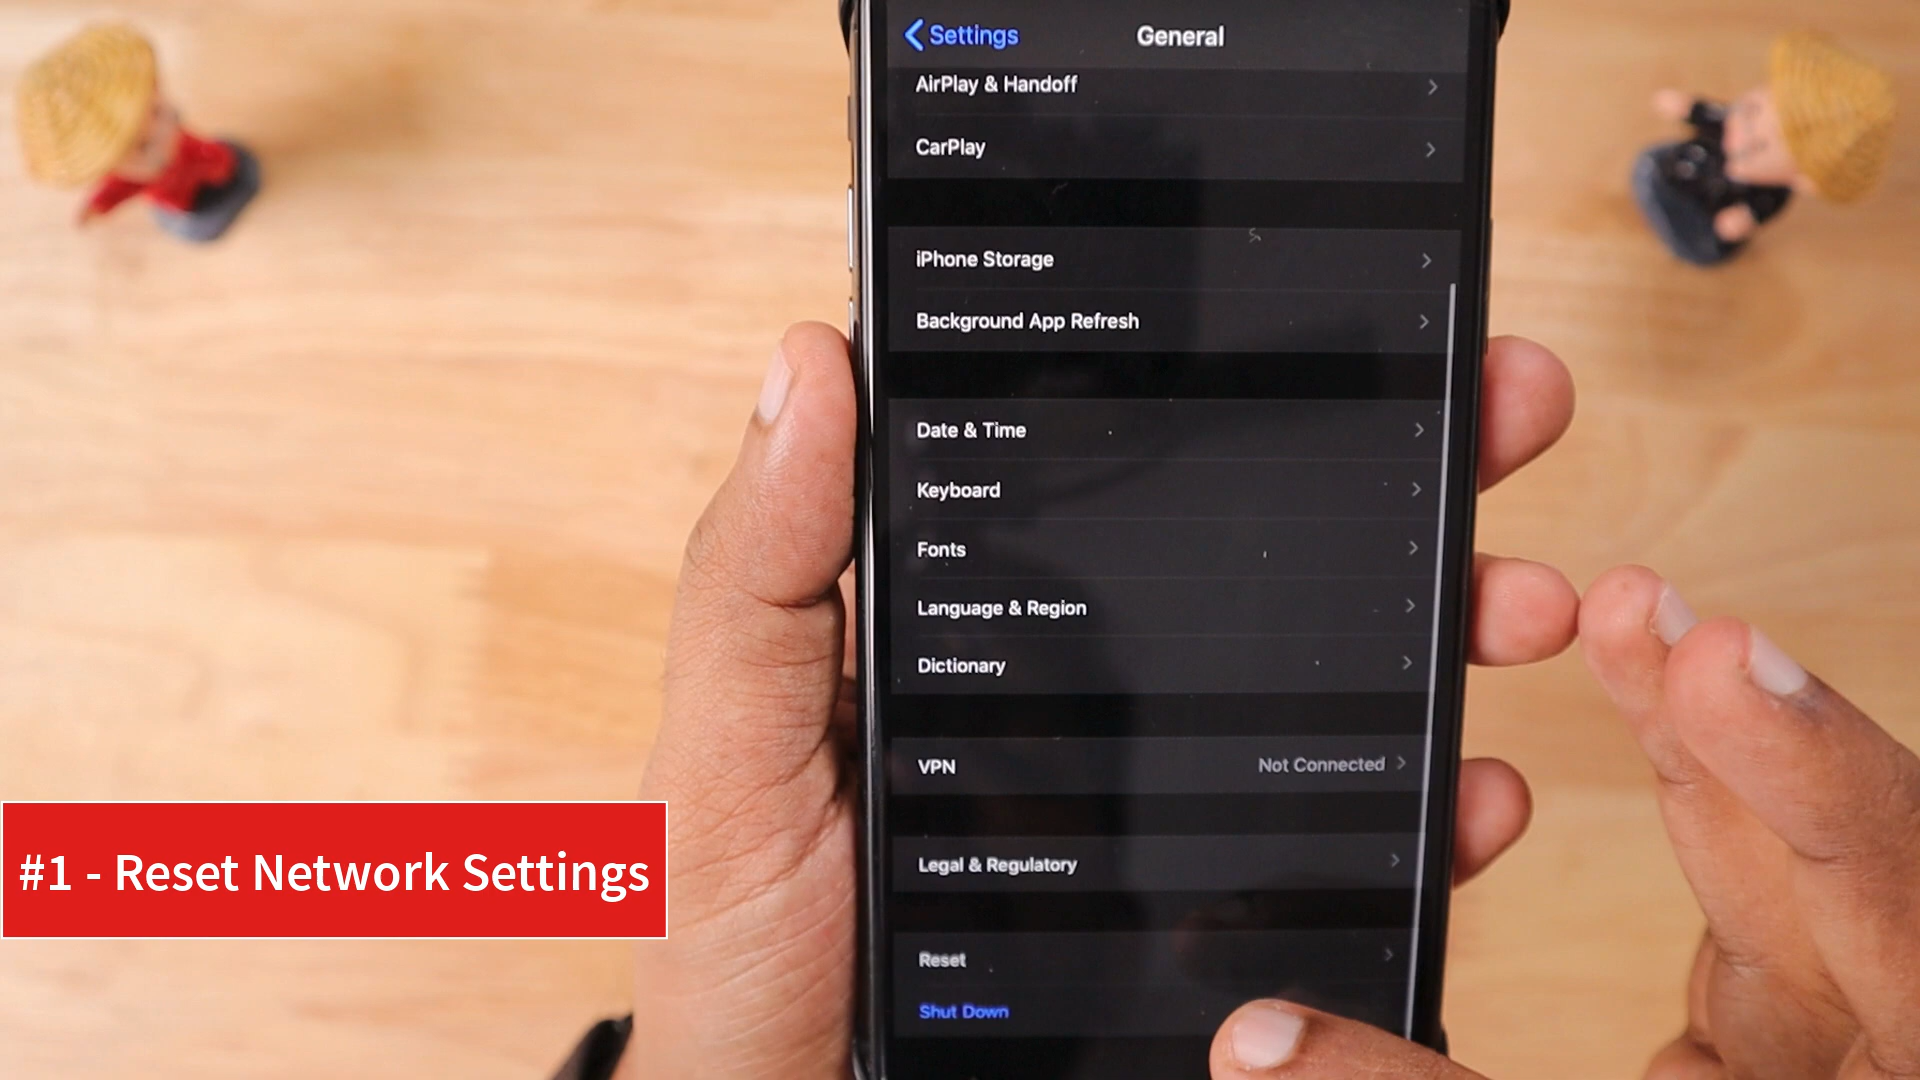 Settings
General
AirPlay & Handoff
CarPlay
iPhone Storage
Background App Refresh
Date & Time
Keyboard
Fonts
Language & Region
Dictionary
VPN Not Connected
Legal & Regulatory
Reset
Shut Down
#1 - Reset Network Settings